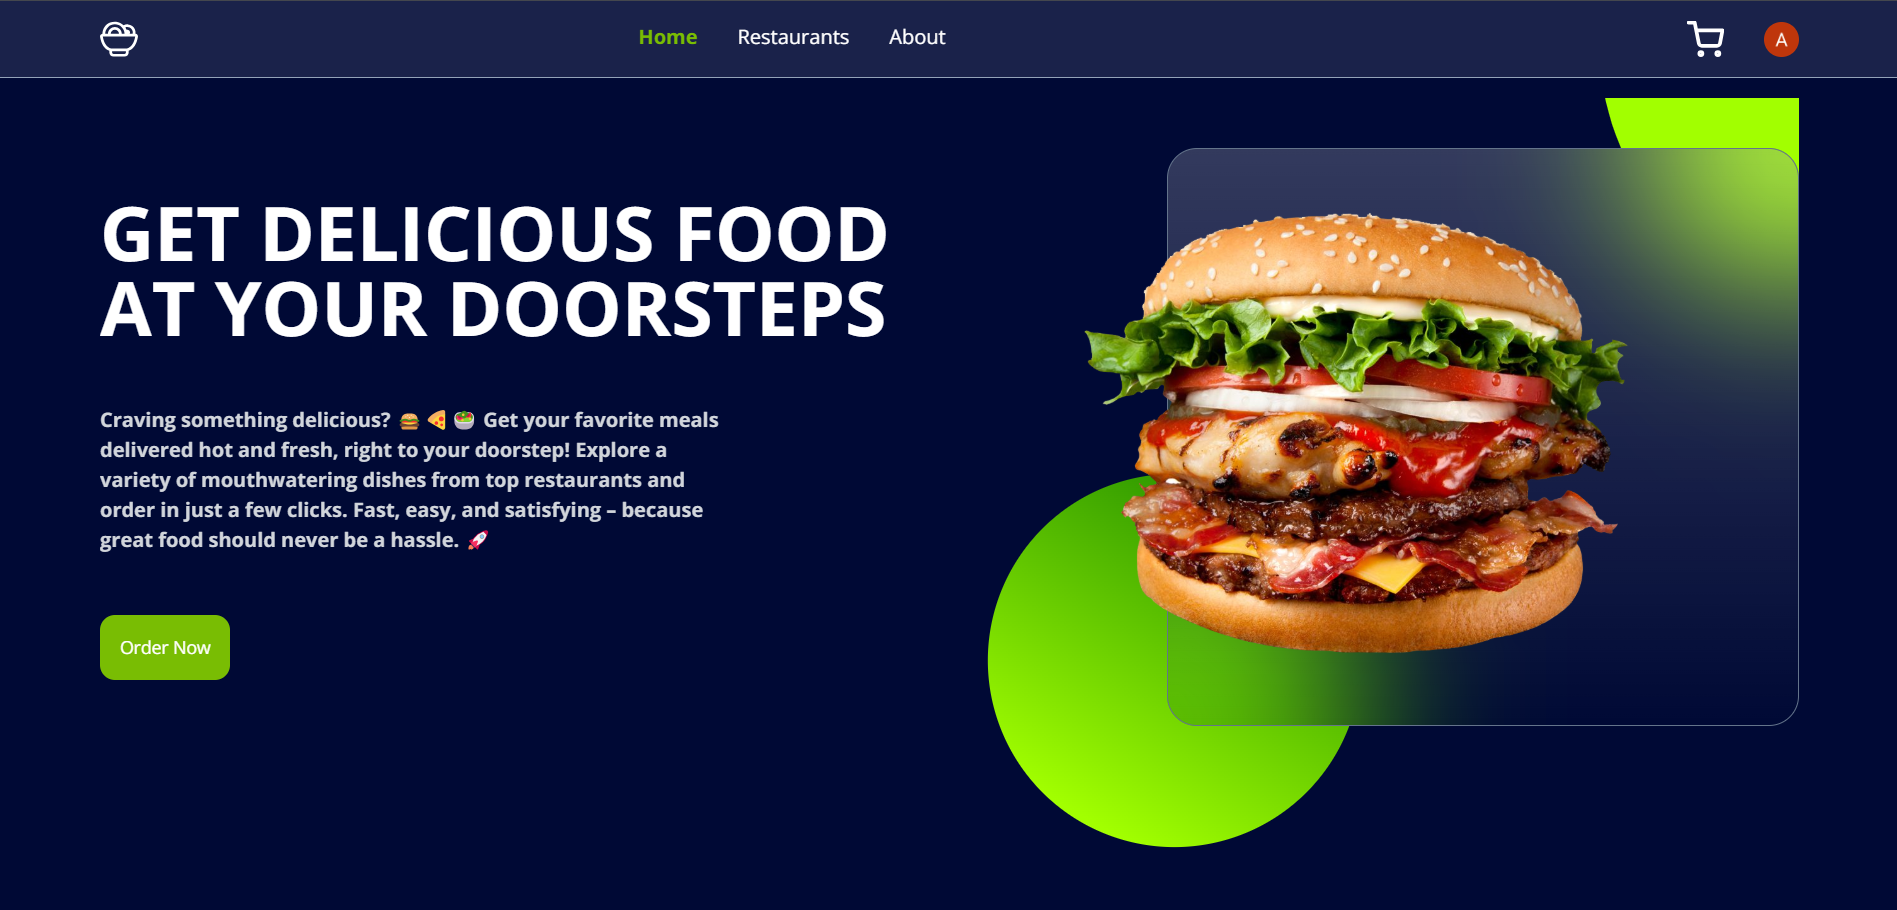 Home Restaurants About A
GET DELICIOUS FOOD
AT YOUR DOORSTEPS
Craving something delicious? 🍔 🍕 🥗 Get your favorite meals
delivered hot and fresh, right to your doorstep! Explore a
variety of mouthwatering dishes from top restaurants and
order in just a few clicks. Fast, easy, and satisfying – because
great food should never be a hassle. 🚀
Order Now